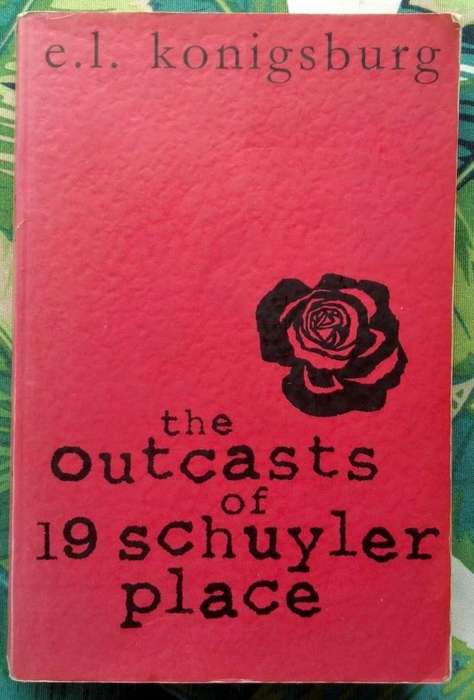 e.l. konigsburg
the
outcasts
of
19 schuyler
place